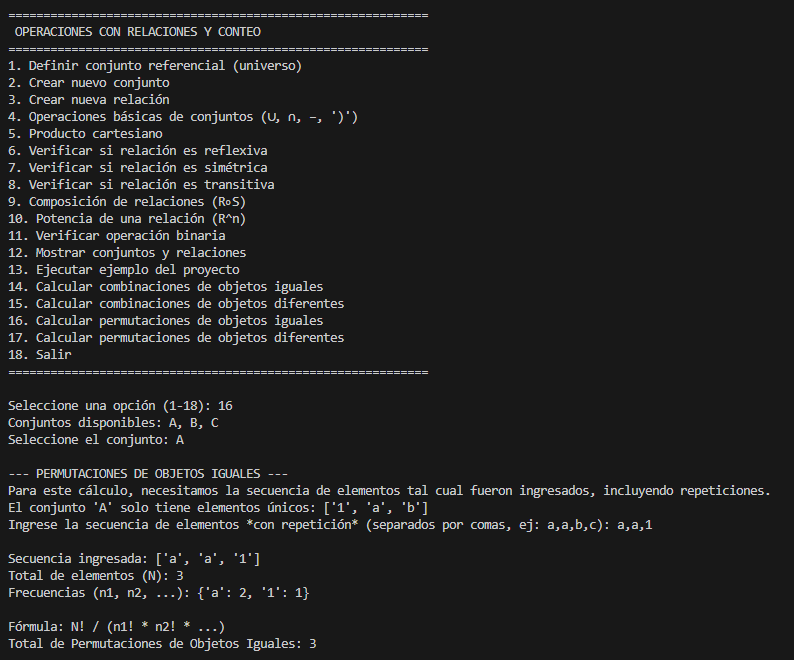 ============================================================
 OPERACIONES CON RELACIONES Y CONTEO
============================================================
1. Definir conjunto referencial (universo)
2. Crear nuevo conjunto
3. Crear nueva relación
4. Operaciones básicas de conjuntos (∪, ∩, −, ')')
5. Producto cartesiano
6. Verificar si relación es reflexiva
7. Verificar si relación es simétrica
8. Verificar si relación es transitiva
9. Composición de relaciones (R∘S)
10. Potencia de una relación (R^n)
11. Verificar operación binaria
12. Mostrar conjuntos y relaciones
13. Ejecutar ejemplo del proyecto
14. Calcular combinaciones de objetos iguales
15. Calcular combinaciones de objetos diferentes
16. Calcular permutaciones de objetos iguales
17. Calcular permutaciones de objetos diferentes
18. Salir
============================================================
Seleccione una opción (1-18): 16
Conjuntos disponibles: A, B, C
Seleccione el conjunto: A
--- PERMUTACIONES DE OBJETOS IGUALES ---
Para este cálculo, necesitamos la secuencia de elementos tal cual fueron ingresados, incluyendo repeticiones.
El conjunto 'A' solo tiene elementos únicos: ['1', 'a', 'b']
Ingrese la secuencia de elementos *con repetición* (separados por comas, ej: a,a,b,c): a,a,1
Secuencia ingresada: ['a', 'a', '1']
Total de elementos (N): 3
Frecuencias (n1, n2, ...): {'a': 2, '1': 1}
Fórmula: N! / (n1! * n2! * ...)
Total de Permutaciones de Objetos Iguales: 3